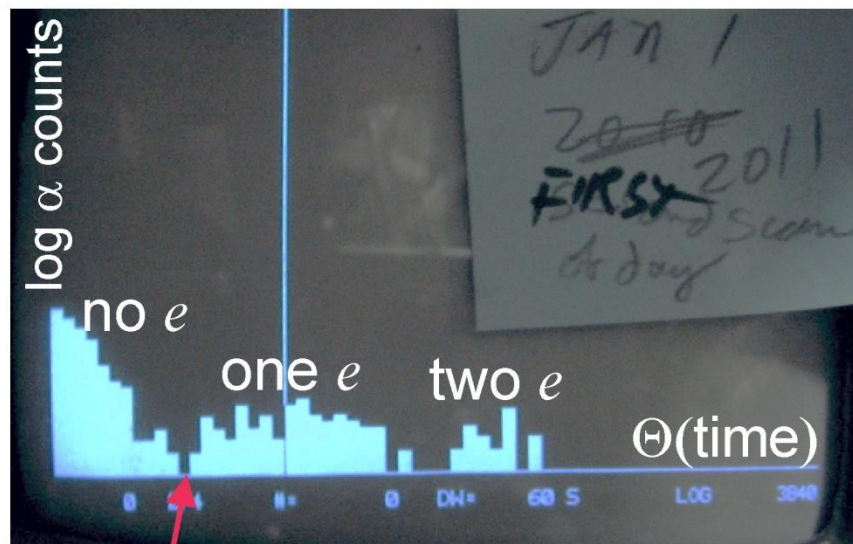 log α counts
JAN 1
2010
2011
FIRST
Scan
of day
no e
one e
two e
Θ(time)
0
N=
0
DW=
60 S
LOG
3840